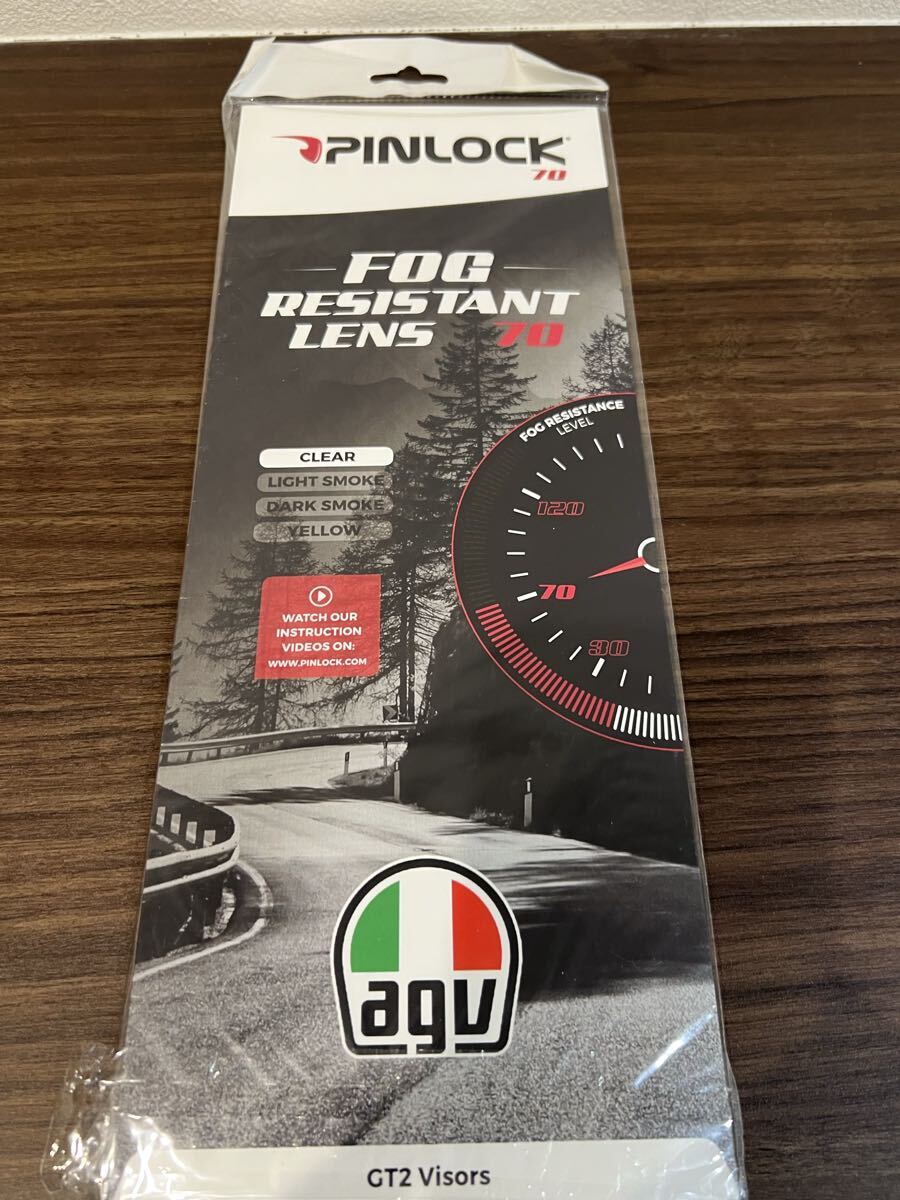 PINLOCK®
70
FOG
RESISTANT
LENS 70
FOG RESISTANCE
LEVEL
CLEAR
LIGHT SMOKE
DARK SMOKE
YELLOW
120
70
30
WATCH OUR
INSTRUCTION
VIDEOS ON:
WWW.PINLOCK.COM
agv
GT2 Visors